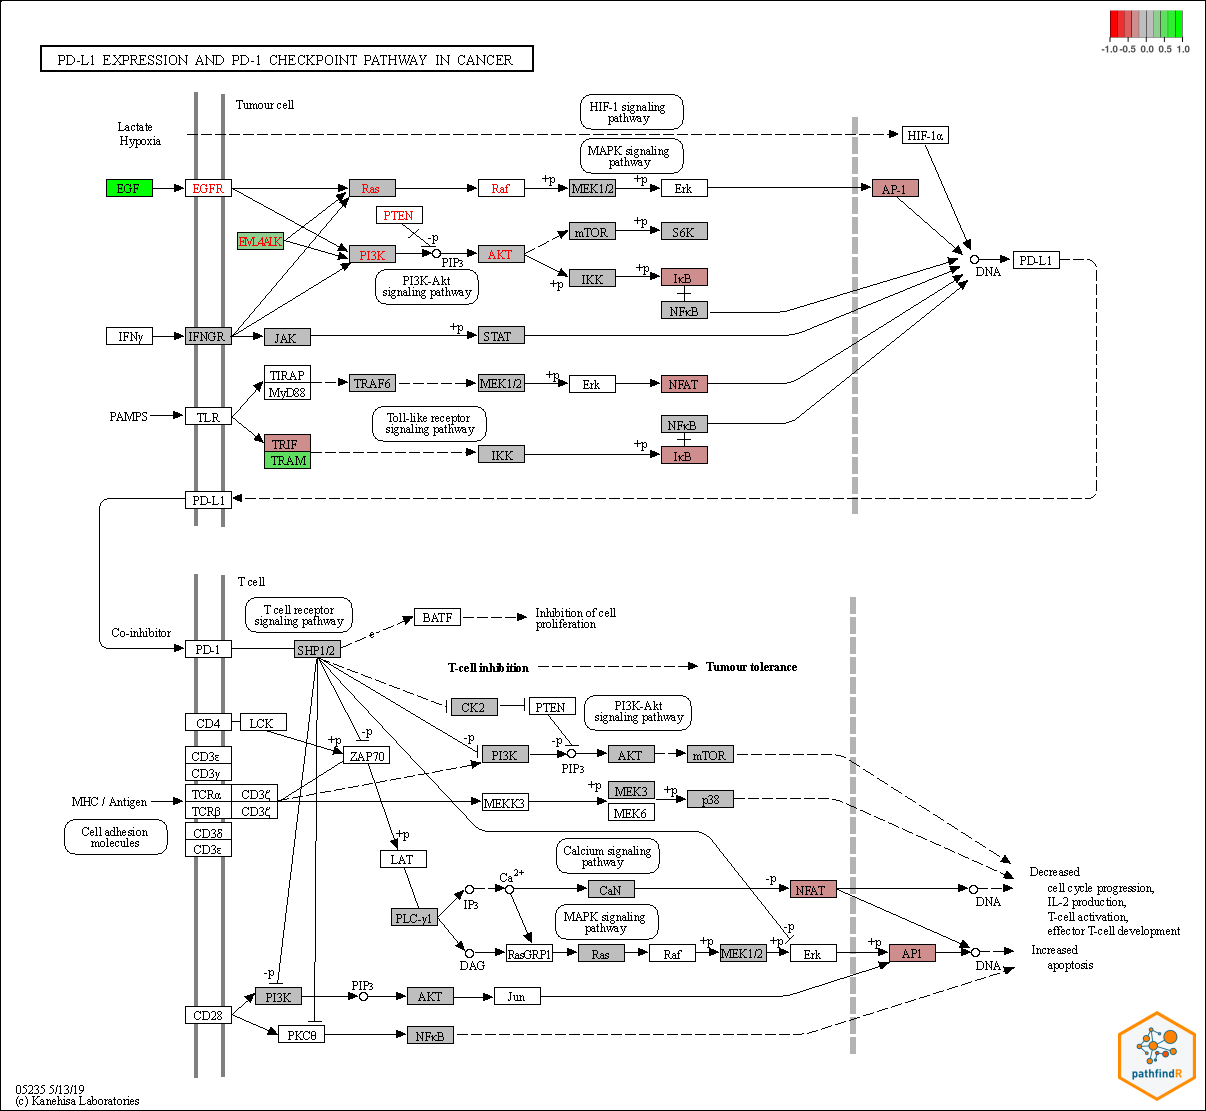 -1.0 -0.5 0.0 0.5 1.0
PD-L1 EXPRESSION AND PD-1 CHECKPOINT PATHWAY IN CANCER
Tumour cell
HIF-1 signaling
pathway
Lactate
Hypoxia
HIF-1α
MAPK signaling
pathway
EGF EGFR Ras Raf +p MEK1/2 +p Erk AP-1
PTEN
EML4ALK -p mTOR +p S6K
PI3K PIP3 AKT PD-L1
DNA
PI3K-Akt
signaling pathway
+p IKK +p IκB
NFκB
IFNγ IFNGR JAK +p STAT
TIRAP
MyD88
TRAF6 MEK1/2 +p Erk NFAT
PAMPS TLR
Toll-like receptor
signaling pathway
NFκB
TRIF
TRAM
IKK +p IκB
PD-L1
T cell
T cell receptor
signaling pathway
BATF
Inhibition of cell
proliferation
Co-inhibitor
e
PD-1 SHP1/2
T-cell inhibition Tumour tolerance
CK2 PTEN
PI3K-Akt
signaling pathway
CD4 LCK
+p -p -p -p
CD3ε
CD3γ
ZAP70 PI3K PIP3 AKT mTOR
TCRα CD3ζ
TCRβ CD3ζ
MHC / Antigen
MEKK3 +p MEK3
MEK6
+p p38
Cell adhesion
molecules
CD3δ
CD3ε
+p
LAT
Calcium signaling
pathway
Decreased
cell cycle progression,
IL-2 production,
T-cell activation,
effector T-cell development
Ca2+
IP3 CaN -p NFAT DNA
PLC-γ1
MAPK signaling
pathway
-p
DAG RasGRP1 Ras Raf +p MEK1/2 +p Erk +p AP1 DNA
Increased
apoptosis
-p
PI3K PIP3 AKT Jun
CD28
PKCθ NFκB
05235 5/13/19
(c) Kanehisa Laboratories
pathfindR